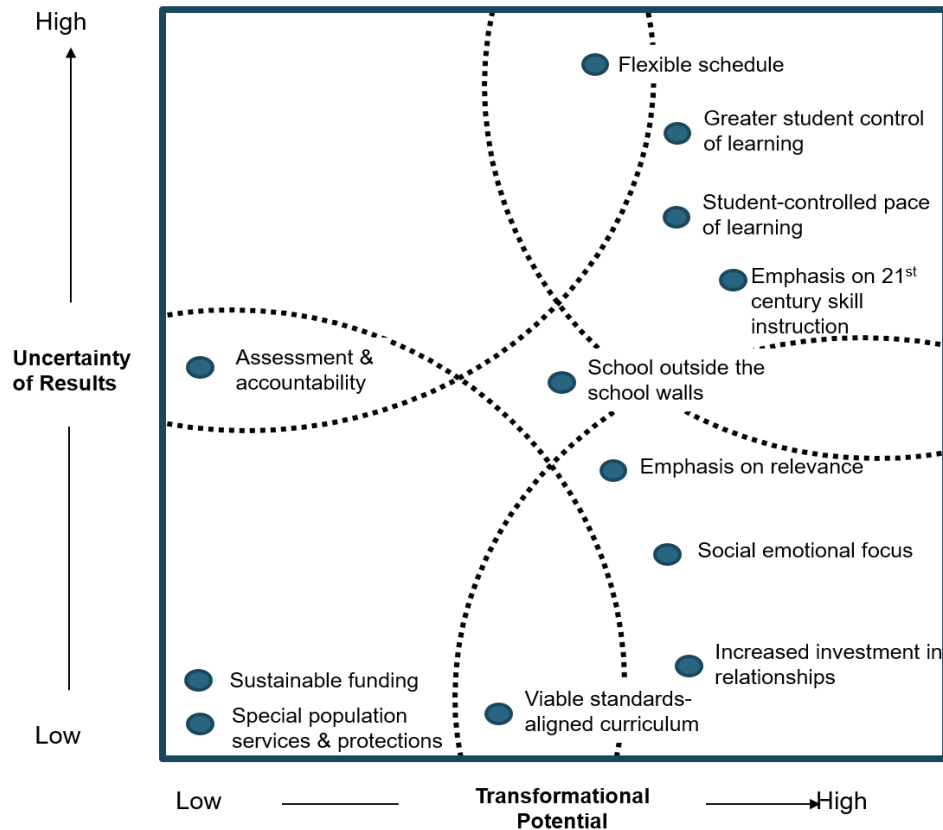 High
Flexible schedule
Greater student control
of learning
Student-controlled pace
of learning
Emphasis on 21st
century skill
instruction
Uncertainty
of Results
Assessment &
accountability
School outside the
school walls
Emphasis on relevance
Social emotional focus
Increased investment in
relationships
Sustainable funding
Special population
services & protections
Viable standards-
aligned curriculum
Low
Low
Transformational
Potential
High